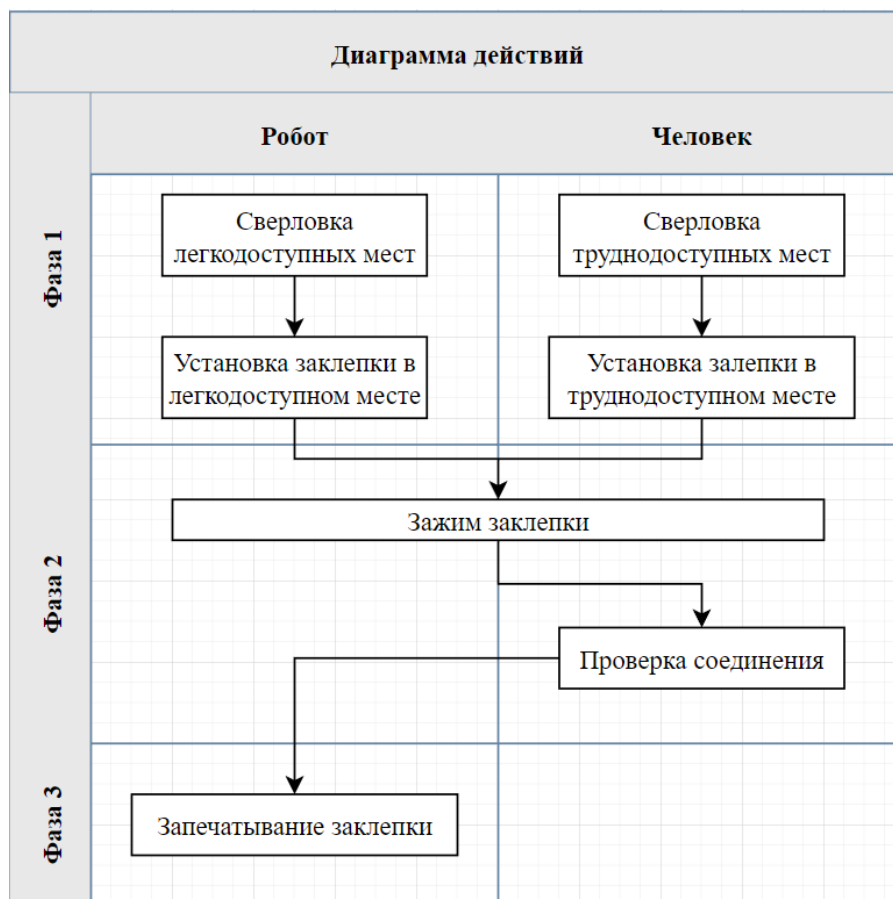 Диаграмма действий
Робот
Человек
Фаза 1
Сверловка
легкодоступных мест
Сверловка
труднодоступных мест
Установка заклепки в
легкодоступном месте
Установка залепки в
труднодоступном месте
Фаза 2
Зажим заклепки
Проверка соединения
Фаза 3
Запечатывание заклепки